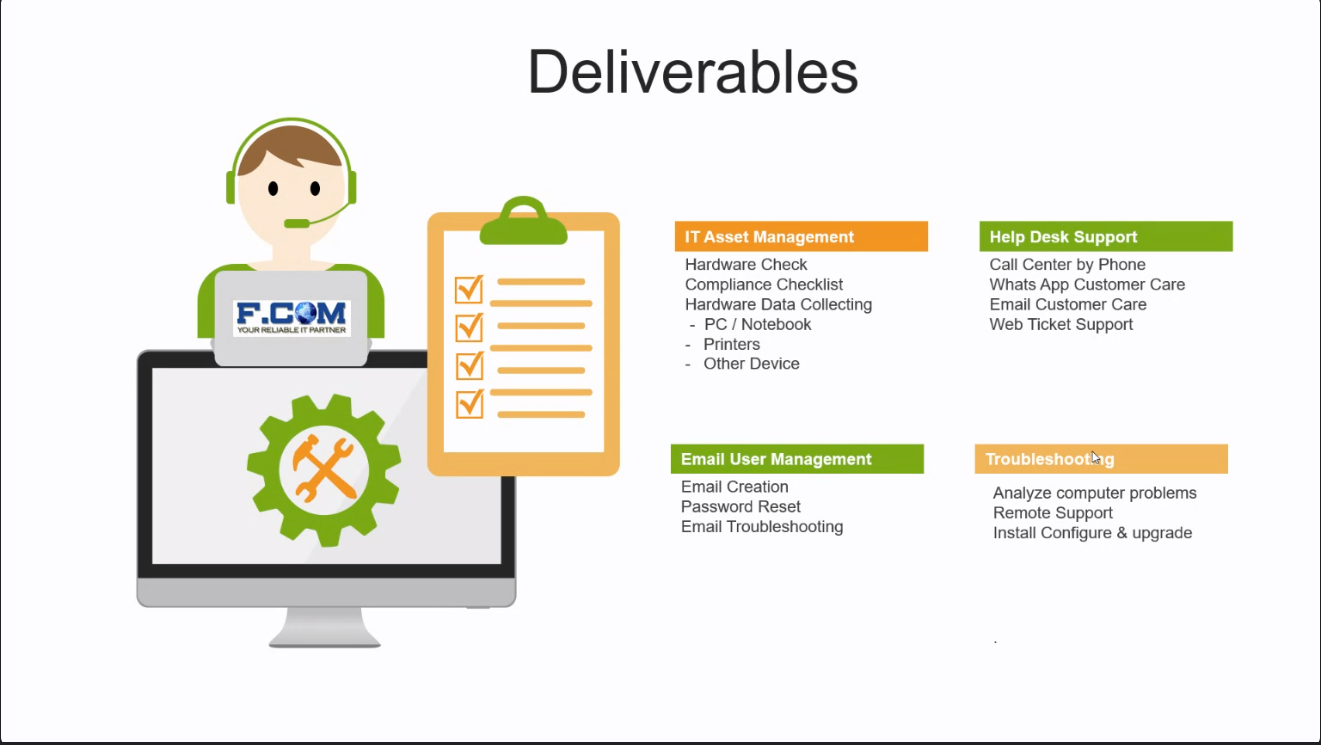 Deliverables
F.COM
YOUR RELIABLE IT PARTNER
IT Asset Management
Hardware Check
Compliance Checklist
Hardware Data Collecting
- PC / Notebook
- Printers
- Other Device
Help Desk Support
Call Center by Phone
Whats App Customer Care
Email Customer Care
Web Ticket Support
Email User Management
Email Creation
Password Reset
Email Troubleshooting
Troubleshooting
Analyze computer problems
Remote Support
Install Configure & upgrade
.